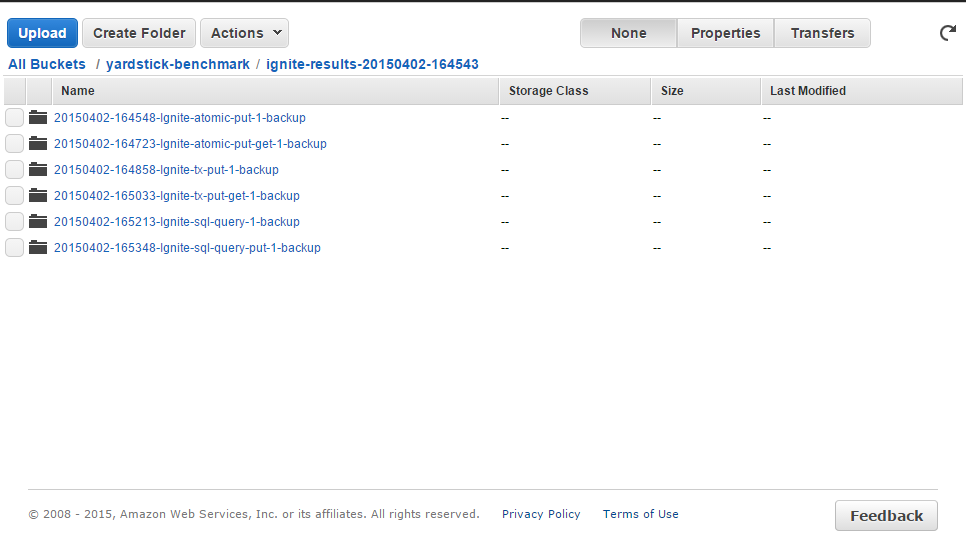 Upload Create Folder Actions None Properties Transfers
All Buckets / yardstick-benchmark / ignite-results-20150402-164543
Name Storage Class Size Last Modified
20150402-164548-Ignite-atomic-put-1-backup -- -- --
20150402-164723-Ignite-atomic-put-get-1-backup -- -- --
20150402-164858-Ignite-tx-put-1-backup -- -- --
20150402-165033-Ignite-tx-put-get-1-backup -- -- --
20150402-165213-Ignite-sql-query-1-backup -- -- --
20150402-165348-Ignite-sql-query-put-1-backup -- -- --
© 2008 - 2015, Amazon Web Services, Inc. or its affiliates. All rights reserved. Privacy Policy Terms of Use Feedback